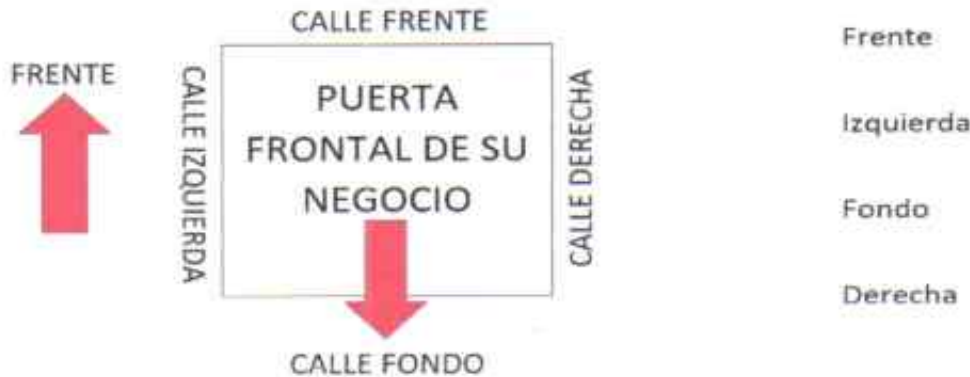 CALLE FRENTE
FRENTE
CALLE IZQUIERDA
PUERTA
FRONTAL DE SU
NEGOCIO
CALLE DERECHA
CALLE FONDO
Frente
Izquierda
Fondo
Derecha